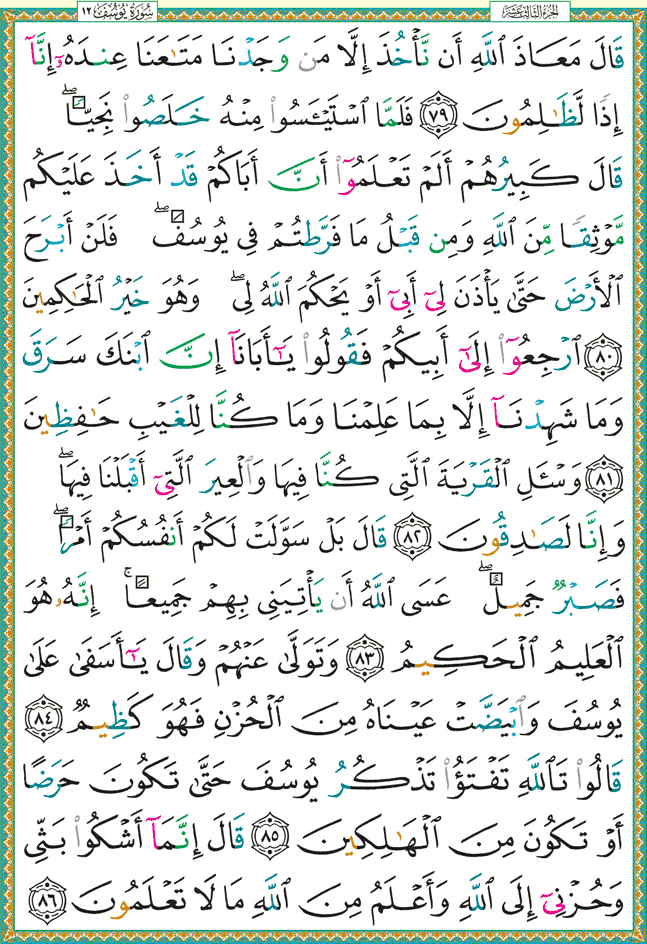 الجزء الثالث عشر
سورة يوسف ١٢
قَالَ مَعَاذَ ٱللَّهِ أَن نَّأۡخُذَ إِلَّا مَن وَجَدۡنَا مَتَٰعَنَا عِندَهُۥٓ إِنَّآ
إِذٗا لَّظَٰلِمُونَ ٧٩ فَلَمَّا ٱسۡتَيۡـَٔسُواْ مِنۡهُ خَلَصُواْ نَجِيّٗاۖ
قَالَ كَبِيرُهُمۡ أَلَمۡ تَعۡلَمُوٓاْ أَنَّ أَبَاكُمۡ قَدۡ أَخَذَ عَلَيۡكُم
مَّوۡثِقٗا مِّنَ ٱللَّهِ وَمِن قَبۡلُ مَا فَرَّطتُمۡ فِي يُوسُفَۖ فَلَنۡ أَبۡرَحَ
ٱلۡأَرۡضَ حَتَّىٰ يَأۡذَنَ لِيٓ أَبِيٓ أَوۡ يَحۡكُمَ ٱللَّهُ لِيۖ وَهُوَ خَيۡرُ ٱلۡحَٰكِمِينَ
٨٠ ٱرۡجِعُوٓاْ إِلَىٰٓ أَبِيكُمۡ فَقُولُواْ يَٰٓأَبَانَآ إِنَّ ٱبۡنَكَ سَرَقَ
وَمَا شَهِدۡنَآ إِلَّا بِمَا عَلِمۡنَا وَمَا كُنَّا لِلۡغَيۡبِ حَٰفِظِينَ
٨١ وَسۡـَٔلِ ٱلۡقَرۡيَةَ ٱلَّتِي كُنَّا فِيهَا وَٱلۡعِيرَ ٱلَّتِيٓ أَقۡبَلۡنَا فِيهَاۖ
وَإِنَّا لَصَٰدِقُونَ ٨٢ قَالَ بَلۡ سَوَّلَتۡ لَكُمۡ أَنفُسُكُمۡ أَمۡرٗاۖ
فَصَبۡرٞ جَمِيلٌۖ عَسَى ٱللَّهُ أَن يَأۡتِيَنِي بِهِمۡ جَمِيعًاۚ إِنَّهُۥ هُوَ
ٱلۡعَلِيمُ ٱلۡحَكِيمُ ٨٣ وَتَوَلَّىٰ عَنۡهُمۡ وَقَالَ يَٰٓأَسَفَىٰ عَلَىٰ
يُوسُفَ وَٱبۡيَضَّتۡ عَيۡنَاهُ مِنَ ٱلۡحُزۡنِ فَهُوَ كَظِيمٞ ٨٤
قَالُواْ تَٱللَّهِ تَفۡتَؤُاْ تَذۡكُرُ يُوسُفَ حَتَّىٰ تَكُونَ حَرَضًا
أَوۡ تَكُونَ مِنَ ٱلۡهَٰلِكِينَ ٨٥ قَالَ إِنَّمَآ أَشۡكُواْ بَثِّي
وَحُزۡنِيٓ إِلَى ٱللَّهِ وَأَعۡلَمُ مِنَ ٱللَّهِ مَا لَا تَعۡلَمُونَ ٨٦